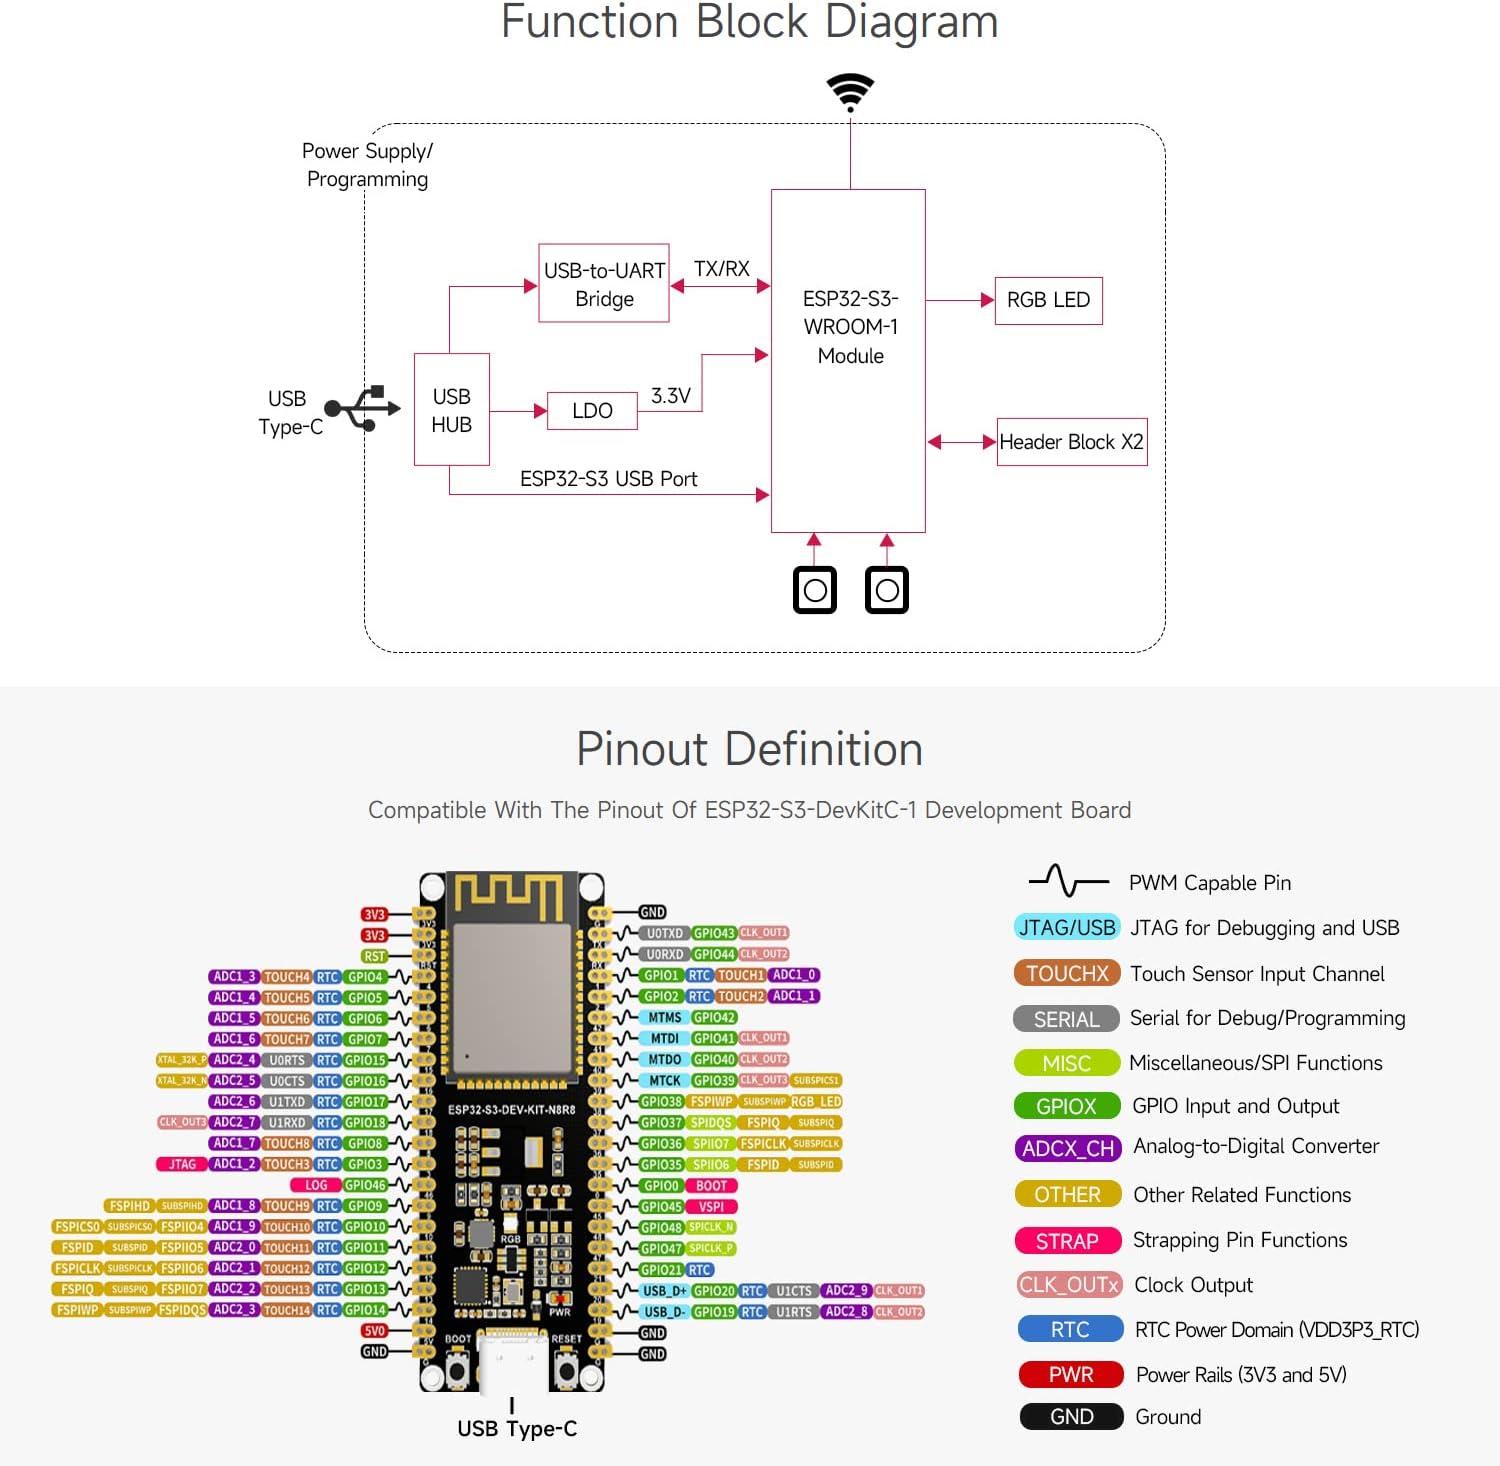 Function Block Diagram
Power Supply/
Programming
USB-to-UART
Bridge
TX/RX
ESP32-S3-
WROOM-1
Module
RGB LED
USB
Type-C
USB
HUB
LDO
3.3V
Header Block X2
ESP32-S3 USB Port
Pinout Definition
Compatible With The Pinout Of ESP32-S3-DevKitC-1 Development Board
3V3
3V3
RST
ADC1_3 TOUCH4 RTC GPIO4
ADC1_4 TOUCH5 RTC GPIO5
ADC1_5 TOUCH6 RTC GPIO6
ADC1_6 TOUCH7 RTC GPIO7
XTAL_32K_P ADC2_4 U0RTS RTC GPIO15
XTAL_32K_N ADC2_5 U0CTS RTC GPIO16
ADC2_6 U1TXD RTC GPIO17
CLK_OUT3 ADC2_7 U1RXD RTC GPIO18
ADC1_7 TOUCH8 RTC GPIO8
JTAG ADC1_2 TOUCH3 RTC GPIO3
LOG GPIO46
FSPIHD SUBSPIHD ADC1_8 TOUCH9 RTC GPIO9
FSPICS0 SUBSPICS0 FSPIIO4 ADC1_9 TOUCH10 RTC GPIO10
FSPID SUBSPID FSPIIO5 ADC2_0 TOUCH11 RTC GPIO11
FSPICLK SUBSPICLK FSPIIO6 ADC2_1 TOUCH12 RTC GPIO12
FSPIQ SUBSPIQ FSPIIO7 ADC2_2 TOUCH13 RTC GPIO13
FSPIWP SUBSPIWP FSPIDQS ADC2_3 TOUCH14 RTC GPIO14
5V0
GND
ESP32-S3-DEV-KIT-N8R8
RGB
PWR
BOOT
RESET
USB Type-C
GND
U0TXD GPIO43 CLK_OUT1
U0RXD GPIO44 CLK_OUT2
GPIO1 RTC TOUCH1 ADC1_0
GPIO2 RTC TOUCH2 ADC1_1
MTMS GPIO42
MTDI GPIO41 CLK_OUT1
MTDO GPIO40 CLK_OUT2
MTCK GPIO39 CLK_OUT3 SUBSPICS1
GPIO38 FSPIWP SUBSPIWP RGB_LED
GPIO37 SPIDQS FSPIQ SUBSPIQ
GPIO36 SPIIO7 FSPICLK SUBSPICLK
GPIO35 SPIIO6 FSPID SUBSPID
GPIO0 BOOT
GPIO45 VSPI
GPIO48 SPICLK_N
GPIO47 SPICLK_P
GPIO21 RTC
USB_D+ GPIO20 RTC U1CTS ADC2_9 CLK_OUT1
USB_D- GPIO19 RTC U1RTS ADC2_8 CLK_OUT2
GND
GND
PWM Capable Pin
JTAG/USB JTAG for Debugging and USB
TOUCHX Touch Sensor Input Channel
SERIAL Serial for Debug/Programming
MISC Miscellaneous/SPI Functions
GPIOX GPIO Input and Output
ADCX_CH Analog-to-Digital Converter
OTHER Other Related Functions
STRAP Strapping Pin Functions
CLK_OUTx Clock Output
RTC RTC Power Domain (VDD3P3_RTC)
PWR Power Rails (3V3 and 5V)
GND Ground